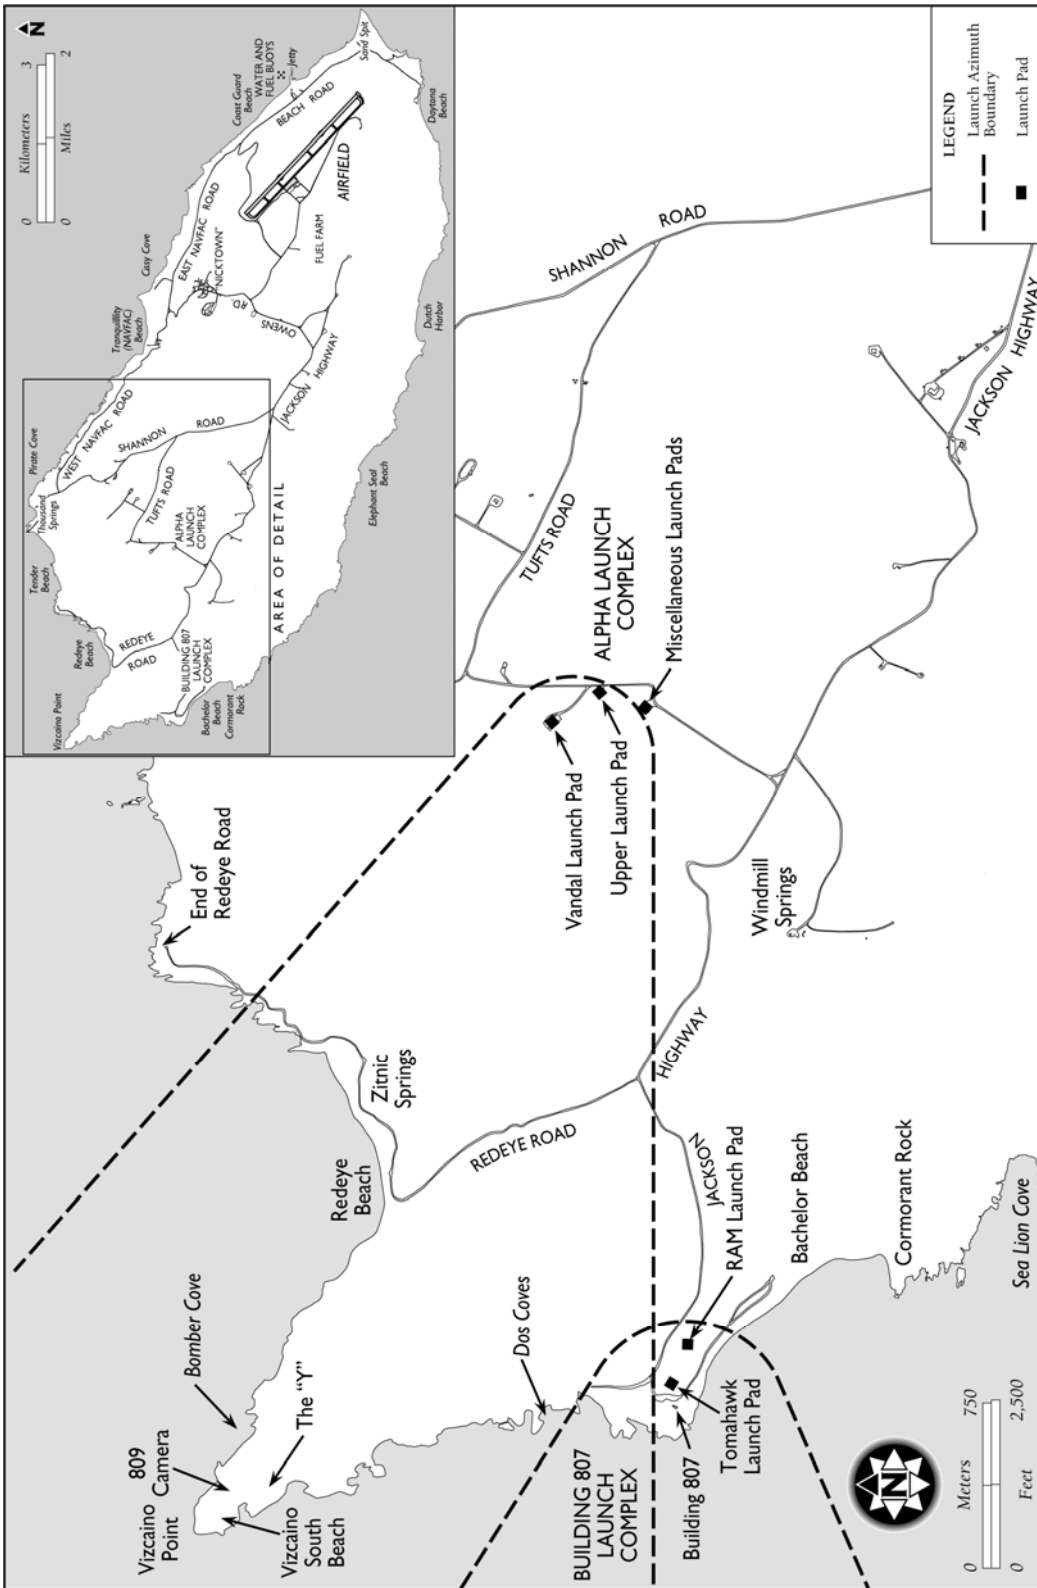 Vizcaino Point
Redeye
Beach
Tender
Beach
Thousand
Springs
Pirate Cove
Tranquillity
(NAVFAC)
Beach
Cissy Cove
Coast Guard
Beach
WATER AND
FUEL BUOYS
Jetty
Sand Spit
Daytona
Beach
Dutch
Harbor
Elephant Seal
Beach
Cormorant
Rock
Bachelor
Beach
BUILDING 807
LAUNCH
COMPLEX
REDEYE
ROAD
ALPHA
LAUNCH
COMPLEX
TUFTS ROAD
SHANNON
ROAD
WEST NAVFAC ROAD
EAST NAVFAC ROAD
BEACH ROAD
"NICKTOWN"
OWENS
RD.
JACKSON HIGHWAY
FUEL FARM
AIRFIELD
AREA OF DETAIL
Kilometers
0
3
0
2
Miles
N
Vizcaino
Point
809
Camera
Bomber Cove
The "Y"
Vizcaino
South
Beach
Redeye
Beach
Zitnic
Springs
End of
Redeye Road
Dos Coves
REDEYE ROAD
BUILDING 807
LAUNCH
COMPLEX
Building 807
Tomahawk
Launch Pad
RAM Launch Pad
JACKSON
HIGHWAY
Bachelor Beach
Cormorant Rock
Sea Lion Cove
Vandal Launch Pad
Upper Launch Pad
ALPHA LAUNCH
COMPLEX
Miscellaneous Launch Pads
Windmill
Springs
TUFTS ROAD
SHANNON
ROAD
JACKSON
HIGHWAY
N
Meters
0
750
0
2,500
Feet
LEGEND
Launch Azimuth
Boundary
Launch Pad